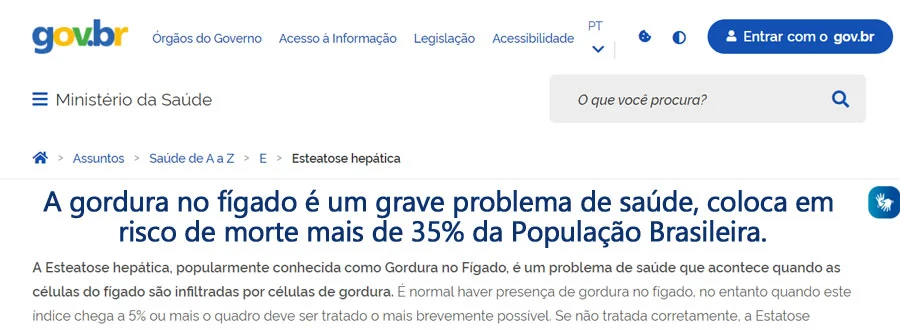 gov.br
Órgãos do Governo Acesso à Informação Legislação Acessibilidade PT Entrar com o gov.br
Ministério da Saúde O que você procura?
> Assuntos > Saúde de A a Z > E > Esteatose hepática
A gordura no fígado é um grave problema de saúde, coloca em
risco de morte mais de 35% da População Brasileira.
A Esteatose hepática, popularmente conhecida como Gordura no Fígado, é um problema de saúde que acontece quando as
células do fígado são infiltradas por células de gordura. É normal haver presença de gordura no fígado, no entanto quando este
índice chega a 5% ou mais o quadro deve ser tratado o mais brevemente possível. Se não tratada corretamente, a Estatose